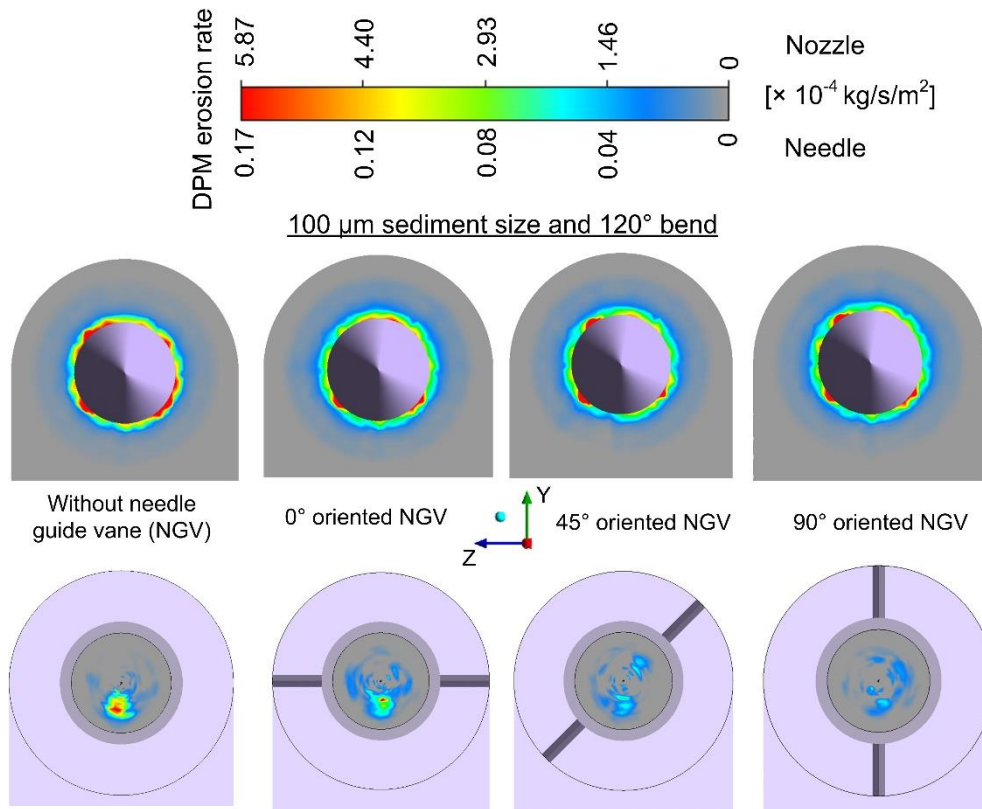 DPM erosion rate
5.87
4.40
2.93
1.46
0
Nozzle
[× 10⁻⁴ kg/s/m²]
0.17
0.12
0.08
0.04
0
Needle
100 µm sediment size and 120° bend
Without needle
guide vane (NGV)
0° oriented NGV
Y
Z
45° oriented NGV
90° oriented NGV